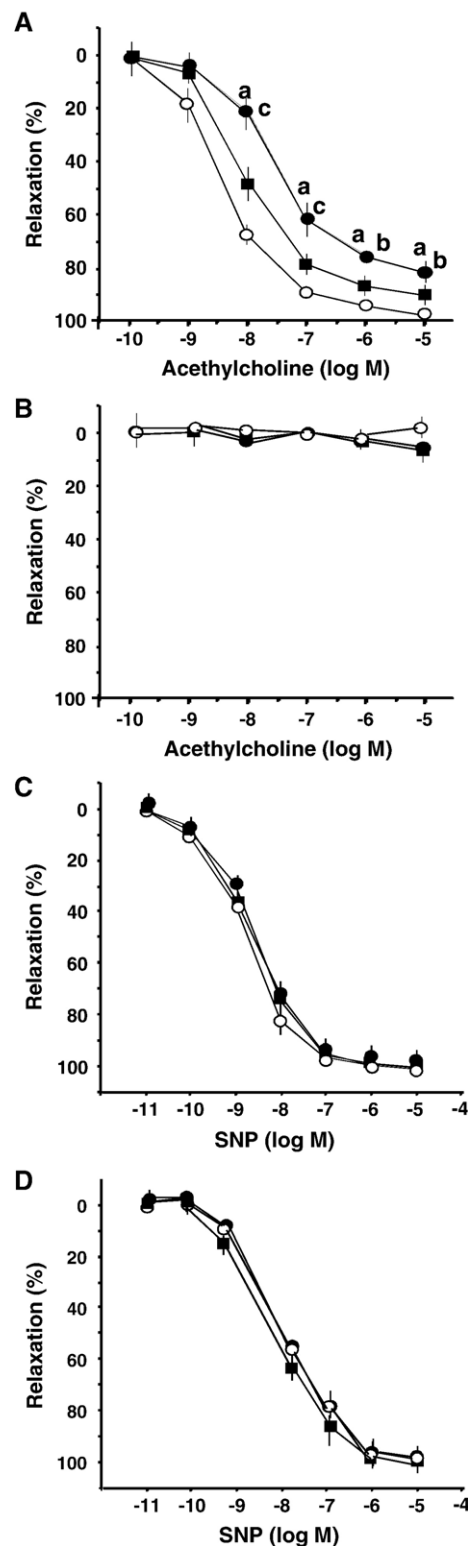 A
Relaxation (%)
0
20
40
60
80
100
a
c
a
c
a
b
a
b
-10 -9 -8 -7 -6 -5
Acethylcholine (log M)
B
Relaxation (%)
0
20
40
60
80
100
-10 -9 -8 -7 -6 -5
Acethylcholine (log M)
C
Relaxation (%)
0
20
40
60
80
100
-11 -10 -9 -8 -7 -6 -5 -4
SNP (log M)
D
Relaxation (%)
0
20
40
60
80
100
-11 -10 -9 -8 -7 -6 -5 -4
SNP (log M)